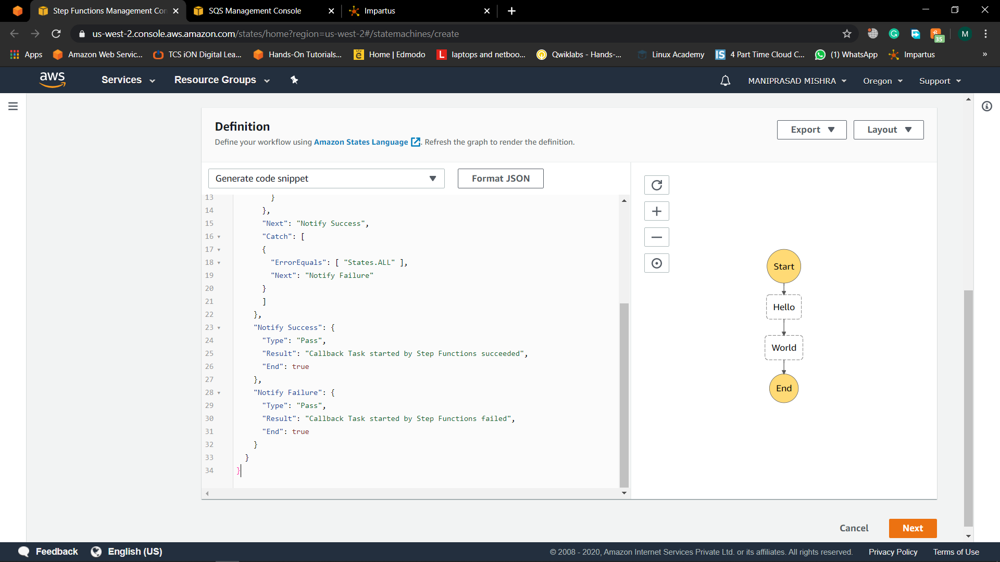 Step Functions Management Con
SQS Management Console
Impartus
us-west-2.console.aws.amazon.com/states/home?region=us-west-2#/statemachines/create
35
M
Apps
Amazon Web Servic...
TCS iON Digital Lea...
Hands-On Tutorials...
Home | Edmodo
L
laptops and netboo...
Qwiklabs - Hands-...
Linux Academy
IS
4 Part Time Cloud C...
(1) WhatsApp
Impartus
»
aws
Services
Resource Groups
MANIPRASAD MISHRA
Oregon
Support
Definition
Define your workflow using Amazon States Language . Refresh the graph to render the definition.
Export
Layout
Generate code snippet
Format JSON
13 }
14 },
15 "Next": "Notify Success",
16 "Catch": [
17 {
18 "ErrorEquals": [ "States.ALL" ],
19 "Next": "Notify Failure"
20 }
21 ]
22 },
23 "Notify Success": {
24 "Type": "Pass",
25 "Result": "Callback Task started by Step Functions succeeded",
26 "End": true
27 },
28 "Notify Failure": {
29 "Type": "Pass",
30 "Result": "Callback Task started by Step Functions failed",
31 "End": true
32 }
33 }
34 }
Start
Hello
World
End
Cancel
Next
Feedback
English (US)
© 2008 - 2020, Amazon Internet Services Private Ltd. or its affiliates. All rights reserved.
Privacy Policy
Terms of Use